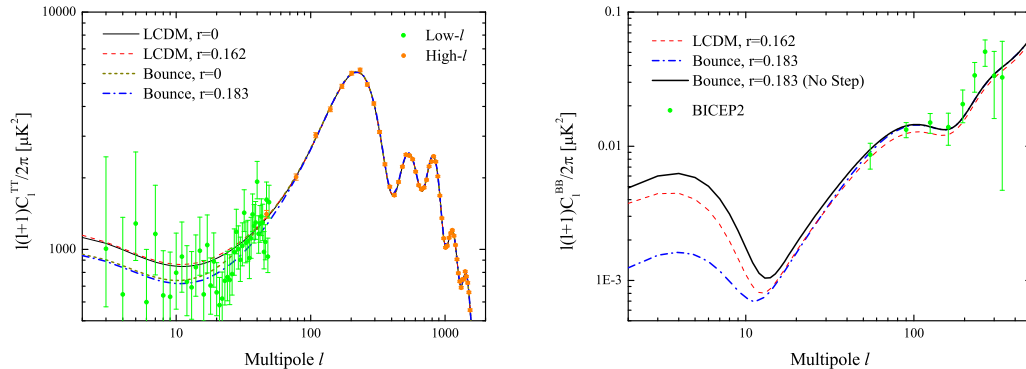 10000
1000
l(l+1)C_l^TT/2π [μK²]
LCDM, r=0
LCDM, r=0.162
Bounce, r=0
Bounce, r=0.183
Low-l
High-l
10
100
1000
Multipole l
0.1
0.01
1E-3
l(l+1)C_l^BB/2π [μK²]
LCDM, r=0.162
Bounce, r=0.183
Bounce, r=0.183 (No Step)
BICEP2
10
100
Multipole l